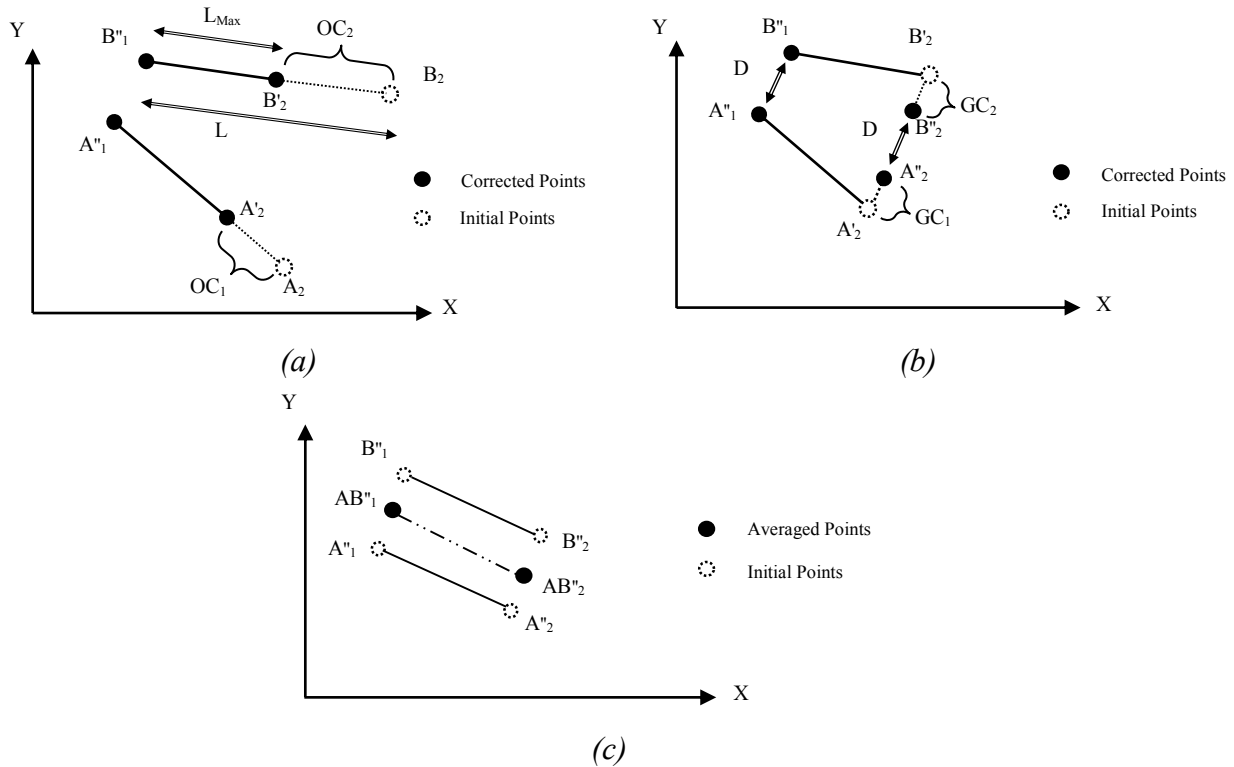 Y
L_Max
OC₂
B"₁
B₂
B'₂
L
A"₁
Corrected Points
A'₂
Initial Points
OC₁
A₂
X
(a)
Y
B"₁
B'₂
D
GC₂
A"₁
B"₂
D
A"₂
Corrected Points
GC₁
Initial Points
A'₂
X
(b)
Y
B"₁
AB"₁
Averaged Points
A"₁
B"₂
Initial Points
AB"₂
A"₂
X
(c)